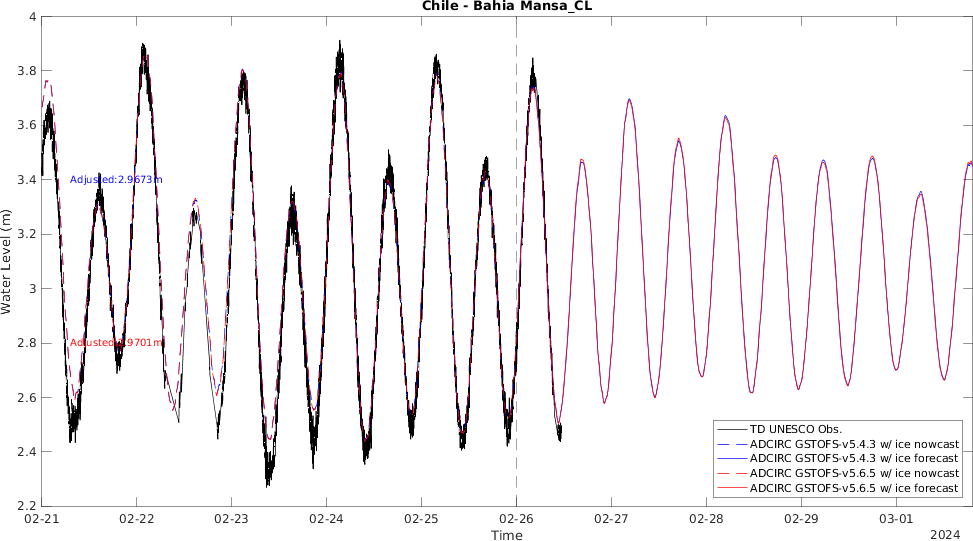 Chile - Bahia Mansa_CL
Water Level (m)
4
3.8
3.6
3.4
3.2
3
2.8
2.6
2.4
2.2
Adjusted:2.9673m
Adjusted:2.9701m
TD UNESCO Obs.
ADCIRC GSTOFS-v5.4.3 w/ ice nowcast
ADCIRC GSTOFS-v5.4.3 w/ ice forecast
ADCIRC GSTOFS-v5.6.5 w/ ice nowcast
ADCIRC GSTOFS-v5.6.5 w/ ice forecast
02-21 02-22 02-23 02-24 02-25 02-26 02-27 02-28 02-29 03-01
Time
2024